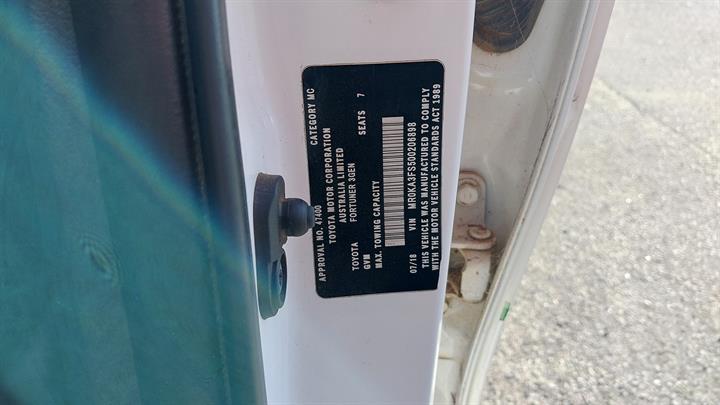 APPROVAL NO. 47400 CATEGORY MC
TOYOTA MOTOR CORPORATION
AUSTRALIA LIMITED
TOYOTA FORTUNER 3GEN
GVM SEATS 7
MAX. TOWING CAPACITY
07/18 VIN MR0KA3FS500206898
THIS VEHICLE WAS MANUFACTURED TO COMPLY
WITH THE MOTOR VEHICLE STANDARDS ACT 1989